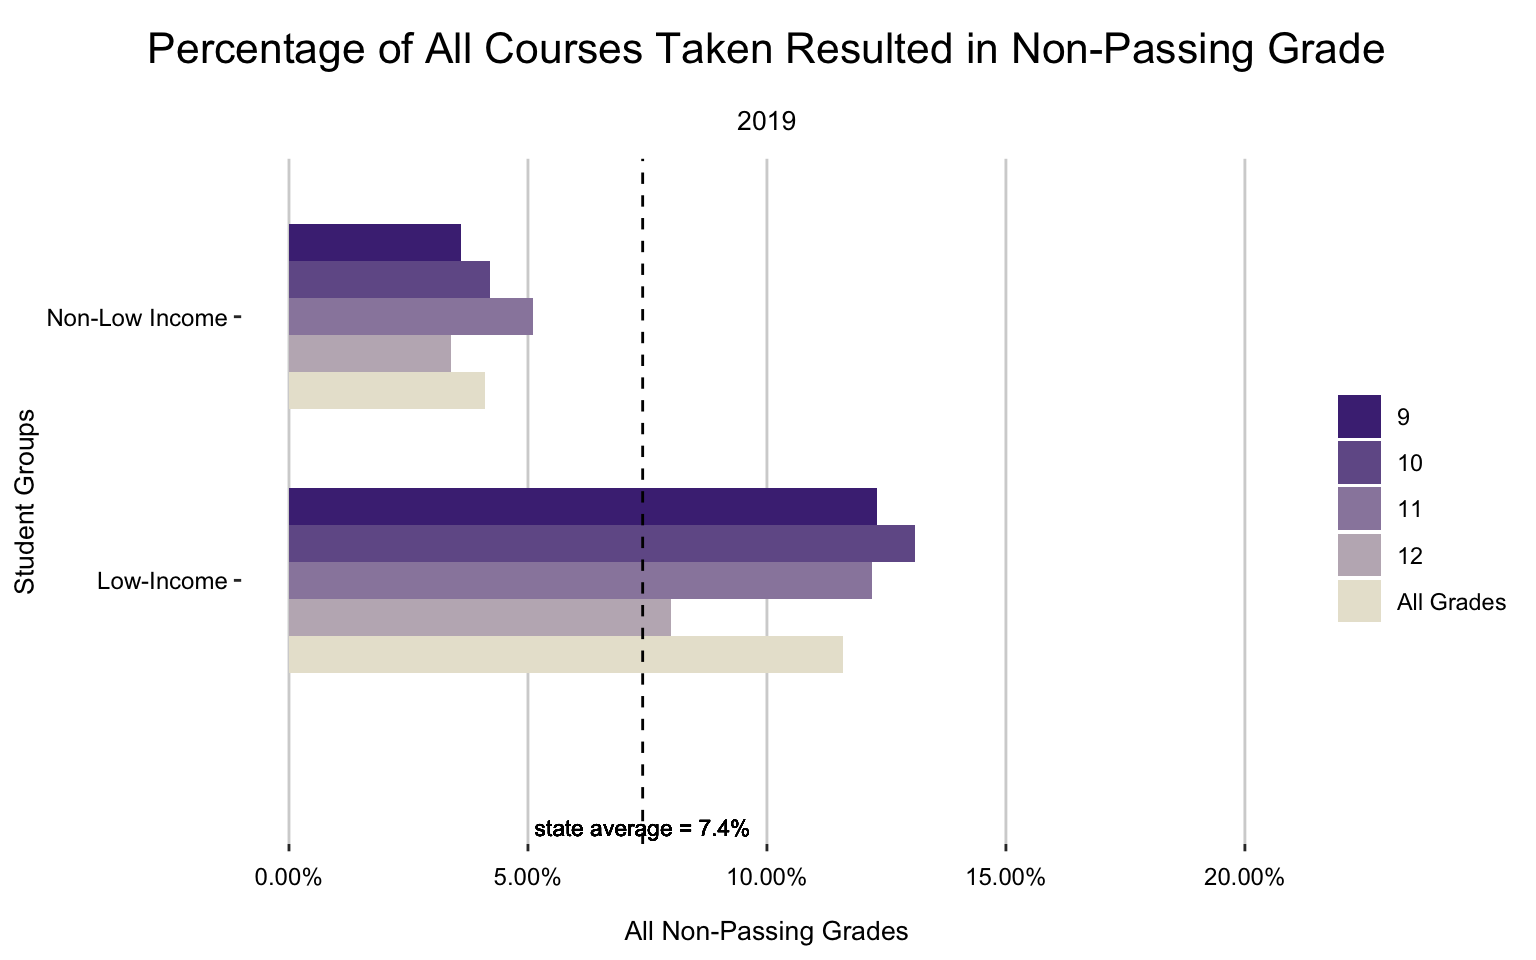 Percentage of All Courses Taken Resulted in Non-Passing Grade
2019
Non-Low Income
Low-Income
Student Groups
state average = 7.4%
0.00%
5.00%
10.00%
15.00%
20.00%
All Non-Passing Grades
9
10
11
12
All Grades